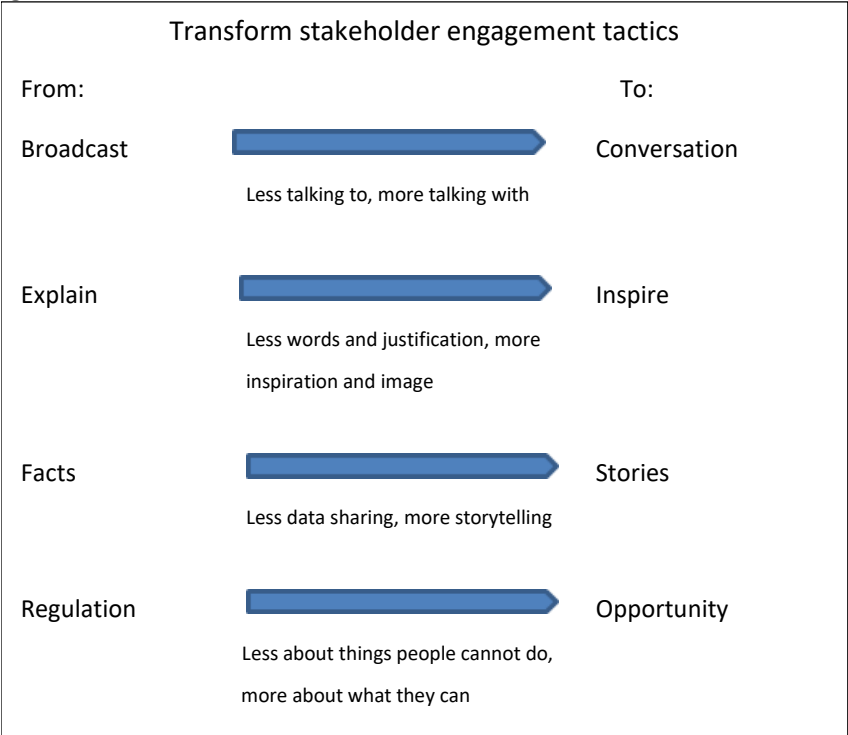 Transform stakeholder engagement tactics
From: To:
Broadcast Conversation
Less talking to, more talking with
Explain Inspire
Less words and justification, more
inspiration and image
Facts Stories
Less data sharing, more storytelling
Regulation Opportunity
Less about things people cannot do,
more about what they can